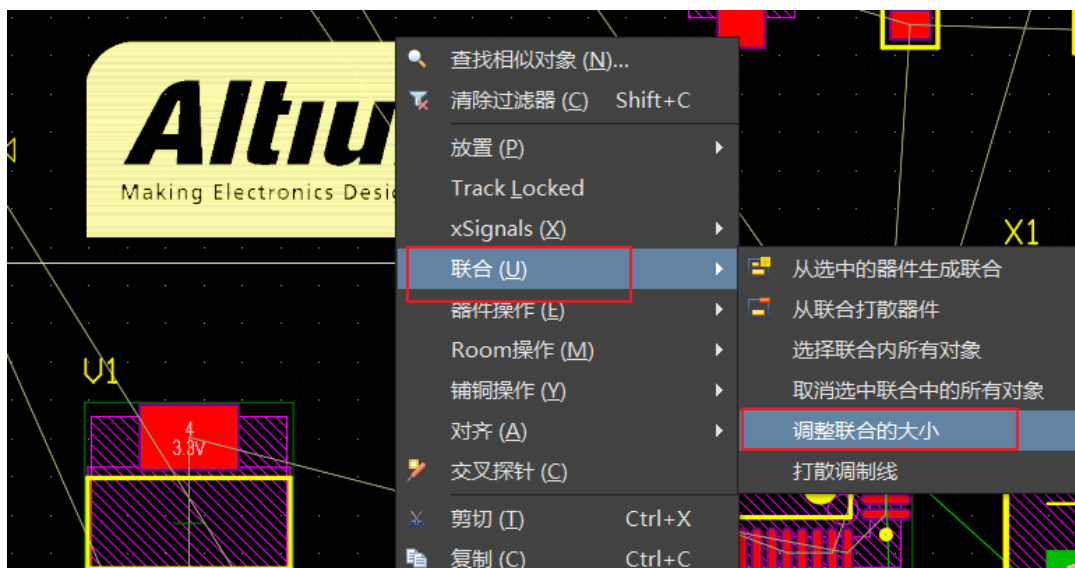 Altiu
Making Electronics Desig
U1
4
3.3V
查找相似对象 (N)...
清除过滤器 (C) Shift+C
放置 (P)
Track Locked
xSignals (X)
联合 (U)
器件操作 (E)
Room操作 (M)
铺铜操作 (Y)
对齐 (A)
交叉探针 (C)
剪切 (T) Ctrl+X
复制 (C) Ctrl+C
X1
从选中的器件生成联合
从联合打散器件
选择联合内所有对象
取消选中联合中的所有对象
调整联合的大小
打散调制线